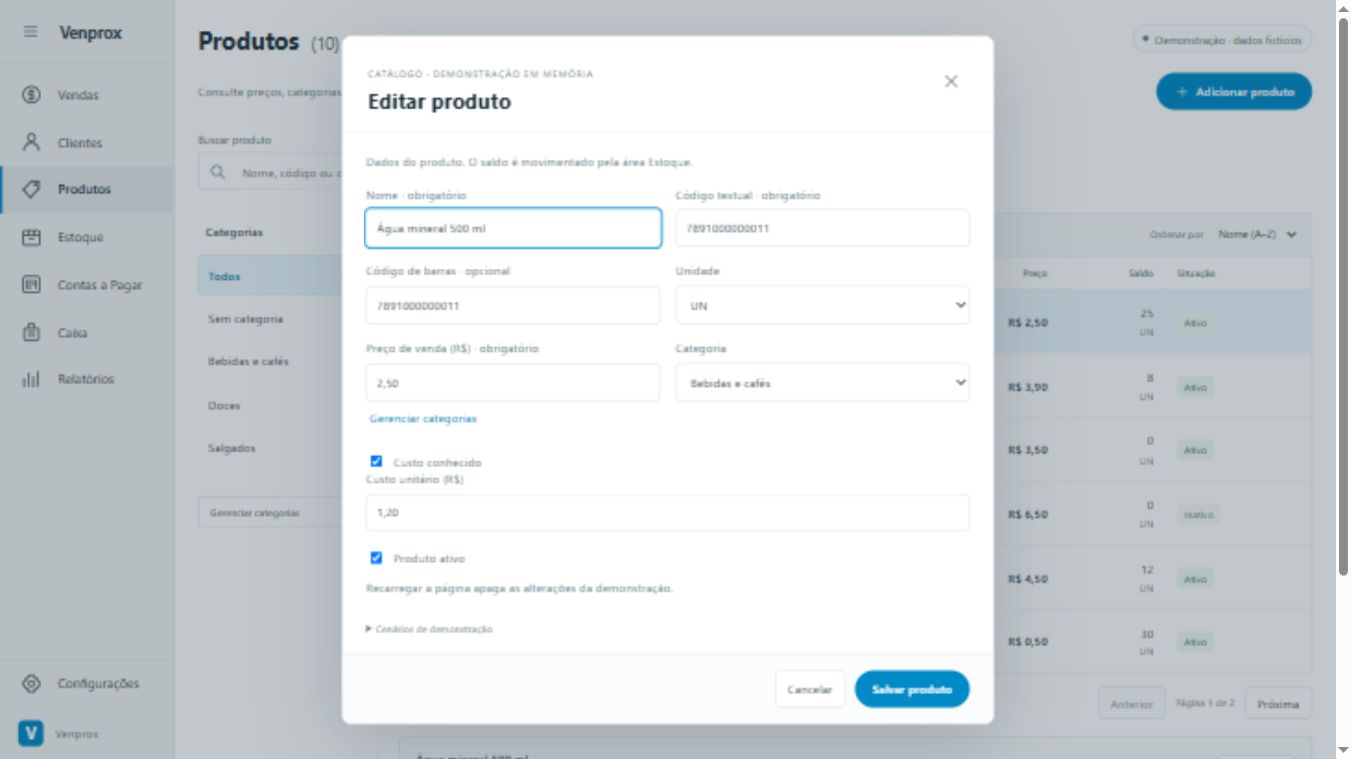 Venprox
Vendas
Clientes
Produtos
Estoque
Contas a Pagar
Caixa
Relatórios
Configurações
V Venprox
Produtos (10)
Demonstração · dados fictícios
Consulte preços, categorias
Adicionar produto
Buscar produto
Nome, código ou c
Categorias
Todos
Sem categoria
Bebidas e cafés
Doces
Salgados
Gerenciar categorias
CATÁLOGO · DEMONSTRAÇÃO EM MEMÓRIA
Editar produto
Dados do produto. O saldo é movimentado pela área Estoque.
Nome · obrigatório
Água mineral 500 ml
Código textual · obrigatório
7891000000011
Código de barras · opcional
7891000000011
Unidade
UN
Preço de venda (R$) · obrigatório
2,50
Categoria
Bebidas e cafés
Gerenciar categorias
Custo conhecido
Custo unitário (R$)
1,20
Produto ativo
Recarregar a página apaga as alterações da demonstração.
Cenários de demonstração
Cancelar
Salvar produto
Ordenar por Nome (A–Z)
Preço Saldo Situação
R$ 2,50 25 UN Ativo
R$ 3,90 8 UN Ativo
R$ 3,50 0 UN Ativo
R$ 6,50 0 UN Inativo
R$ 4,50 12 UN Ativo
R$ 0,50 30 UN Ativo
Anterior Página 1 de 2 Próxima
Água mineral 500 ml